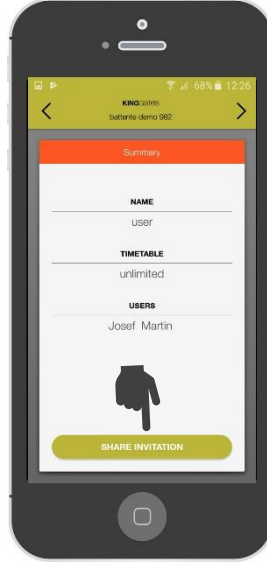 68% 12:26
KINGgates
battente demo 982
Summary
NAME
user
TIMETABLE
unlimited
USERS
Josef Martin
SHARE INVITATION